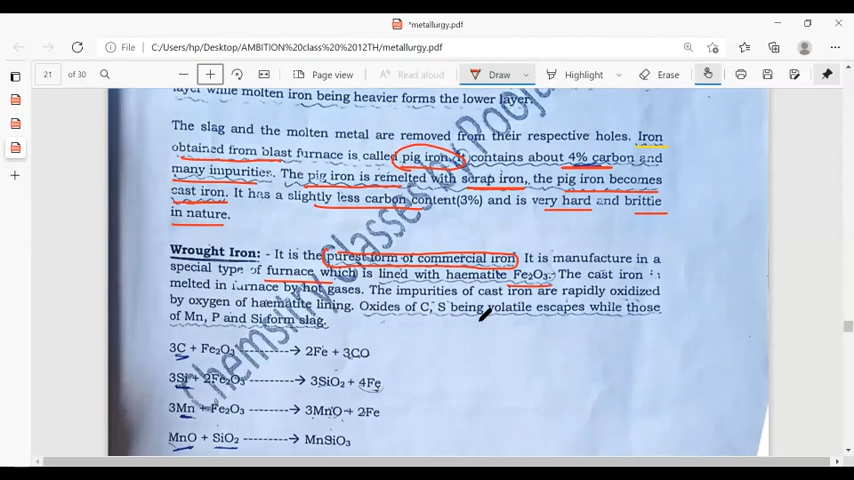 *metallurgy.pdf
File C:/Users/hp/Desktop/AMBITION%20class%20%2012TH/metallurgy.pdf
21 of 30 Page view Read aloud Draw Highlight Erase
layer while molten iron being heavier forms the lower layer.
The slag and the molten metal are removed from their respective holes. Iron
obtained from blast furnace is called pig iron. It contains about 4% carbon and
many impurities. The pig iron is remelted with scrap iron, the pig iron becomes
cast iron. It has a slightly less carbon content(3%) and is very hard and brittle
in nature.
Wrought Iron: - It is the purest form of commercial iron. It is manufacture in a
special type of furnace which is lined with haematite Fe₂O₃. The cast iron is
melted in furnace by hot gases. The impurities of cast iron are rapidly oxidized
by oxygen of haematite lining. Oxides of C, S being volatile escapes while those
of Mn, P and Si form slag.
3C + Fe₂O₃ ----------→ 2Fe + 3CO
3Si + 2Fe₂O₃ ----------→ 3SiO₂ + 4Fe
3Mn + Fe₂O₃ ----------→ 3MnO + 2Fe
MnO + SiO₂ ----------→ MnSiO₃
Chemistry Classes by Pooja